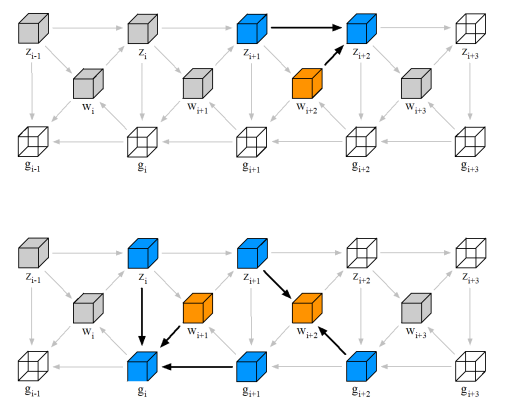 z_{i-1} z_i z_{i+1} z_{i+2} z_{i+3}
w_i w_{i+1} w_{i+2} w_{i+3}
g_{i-1} g_i g_{i+1} g_{i+2} g_{i+3}
z_{i-1} z_i z_{i+1} z_{i+2} z_{i+3}
w_i w_{i+1} w_{i+2} w_{i+3}
g_{i-1} g_i g_{i+1} g_{i+2} g_{i+3}